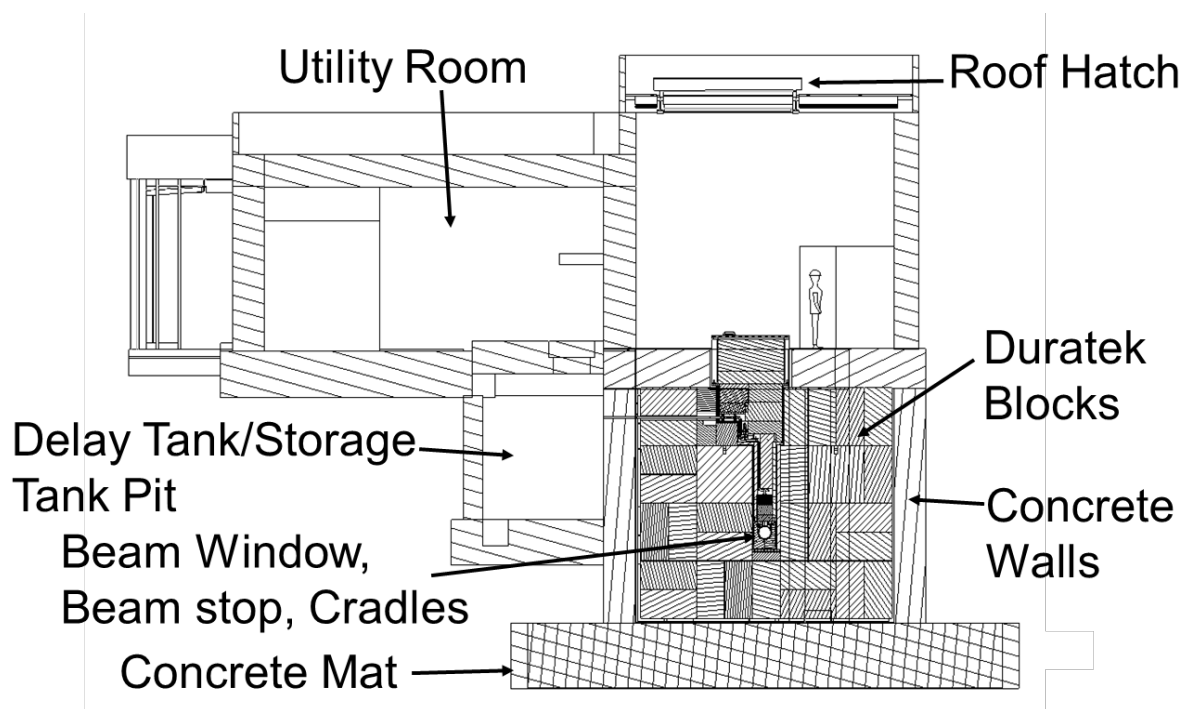 Utility Room
Roof Hatch
Duratek
Blocks
Delay Tank/Storage
Tank Pit
Concrete
Walls
Beam Window,
Beam stop, Cradles
Concrete Mat